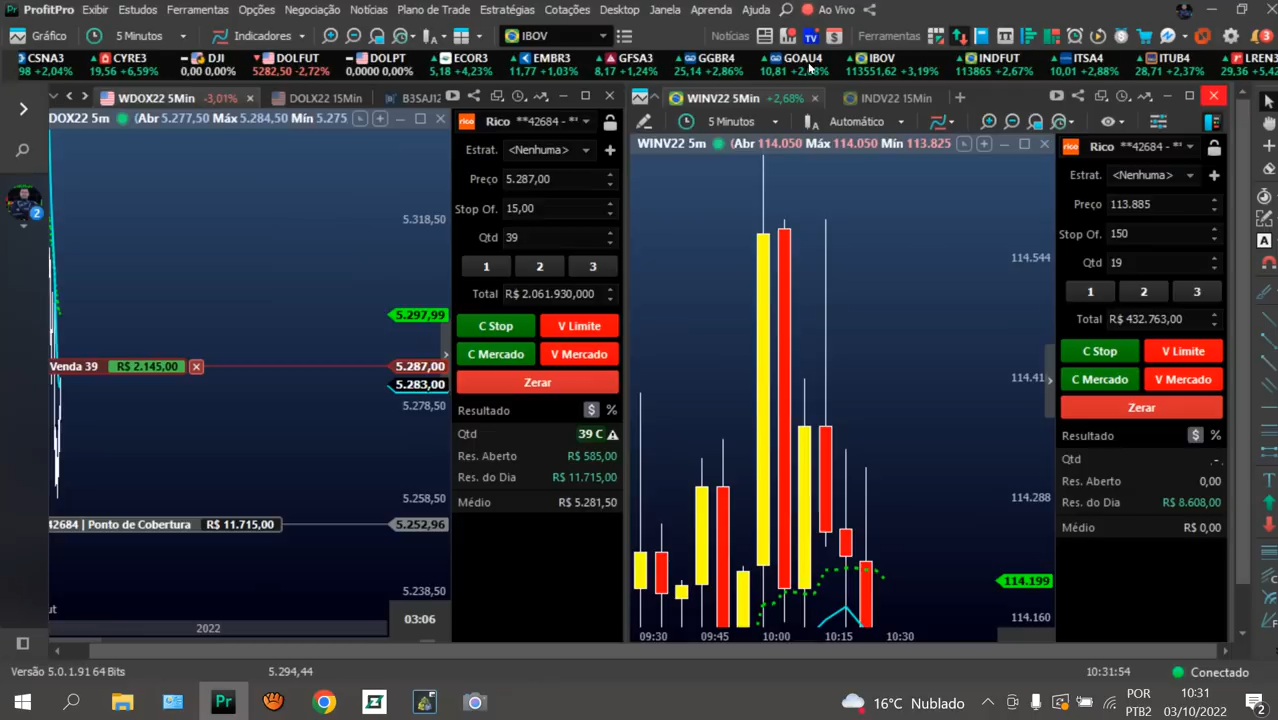 ProfitPro Exibir Estudos Ferramentas Opções Negociação Notícias Plano de Trade Estratégias Cotações Desktop Janela Aprenda Ajuda Ao Vivo
Gráfico 5 Minutos Indicadores IBOV Notícias Ferramentas
CSNA3 CYRE3 DJI DOLFUT DOLPT ECOR3 EMBR3 GFSA3 GGBR4 GOAU4 IBOV INDFUT ITSA4 ITUB4 LREN3
98 +2,04% 19,56 +6,59% 0,00 0,00% 5282,50 -2,72% 0,00 0,00% 5,18 +4,23% 11,77 +1,03% 8,17 +1,24% 25,14 +2,86% 10,81 113551,62 +3,19% 113865 +2,67% 10,01 +2,88% 28,71 +2,37% 29,36 +5,4
WDOX22 5Min -3,01% DOLX22 15Min B3SAJ12
WINV22 5Min +2,68% INDV22 15Min
DOX22 5m (Abr 5.277,50 Máx 5.284,50 Mín 5.275
Rico **42684 - *
Estrat. <Nenhuma>
Preço 5.287,00
Stop Of. 15,00
Qtd 39
1 2 3
Total R$ 2.061.930,000
C Stop V Limite
C Mercado V Mercado
Zerar
Resultado $ %
Qtd 39 C
Res. Aberto R$ 585,00
Res. do Dia R$ 11.715,00
Médio R$ 5.281,50
5.318,50
5.297,99
Venda 39 R$ 2.145,00 5.287,00
5.283,00
5.278,50
5.258,50
42684 | Ponto de Cobertura R$ 11.715,00 5.252,96
5.238,50
ut
2022
03:06
5 Minutos Automático
WINV22 5m (Abr 114.050 Máx 114.050 Mín 113.825
114.544
114.41
114.288
114.199
114.160
09:30 09:45 10:00 10:15 10:30
Rico **42684 - *
Estrat. <Nenhuma>
Preço 113.885
Stop Of. 150
Qtd 19
1 2 3
Total R$ 432.763,00
C Stop V Limite
C Mercado V Mercado
Zerar
Resultado $ %
Qtd -.-
Res. Aberto 0,00
Res. do Dia R$ 8.608,00
Médio R$ 0,00
2
3
A
T
Versão 5.0.1.91 64 Bits 5.294,44 10:31:54 Conectado
Pr
16°C Nublado
POR 10:31
PTB2 03/10/2022
2